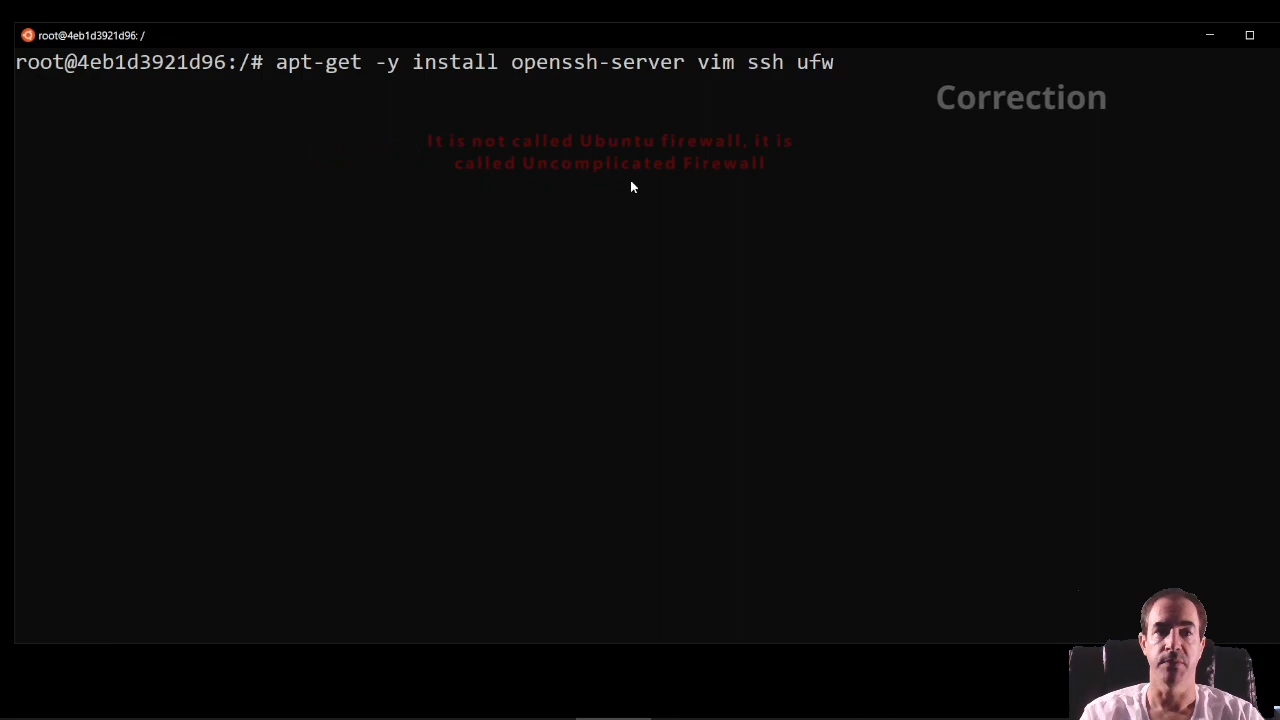 root@4eb1d3921d96: /
root@4eb1d3921d96:/# apt-get -y install openssh-server vim ssh ufw
Correction
It is not called Ubuntu firewall, it is
called Uncomplicated Firewall